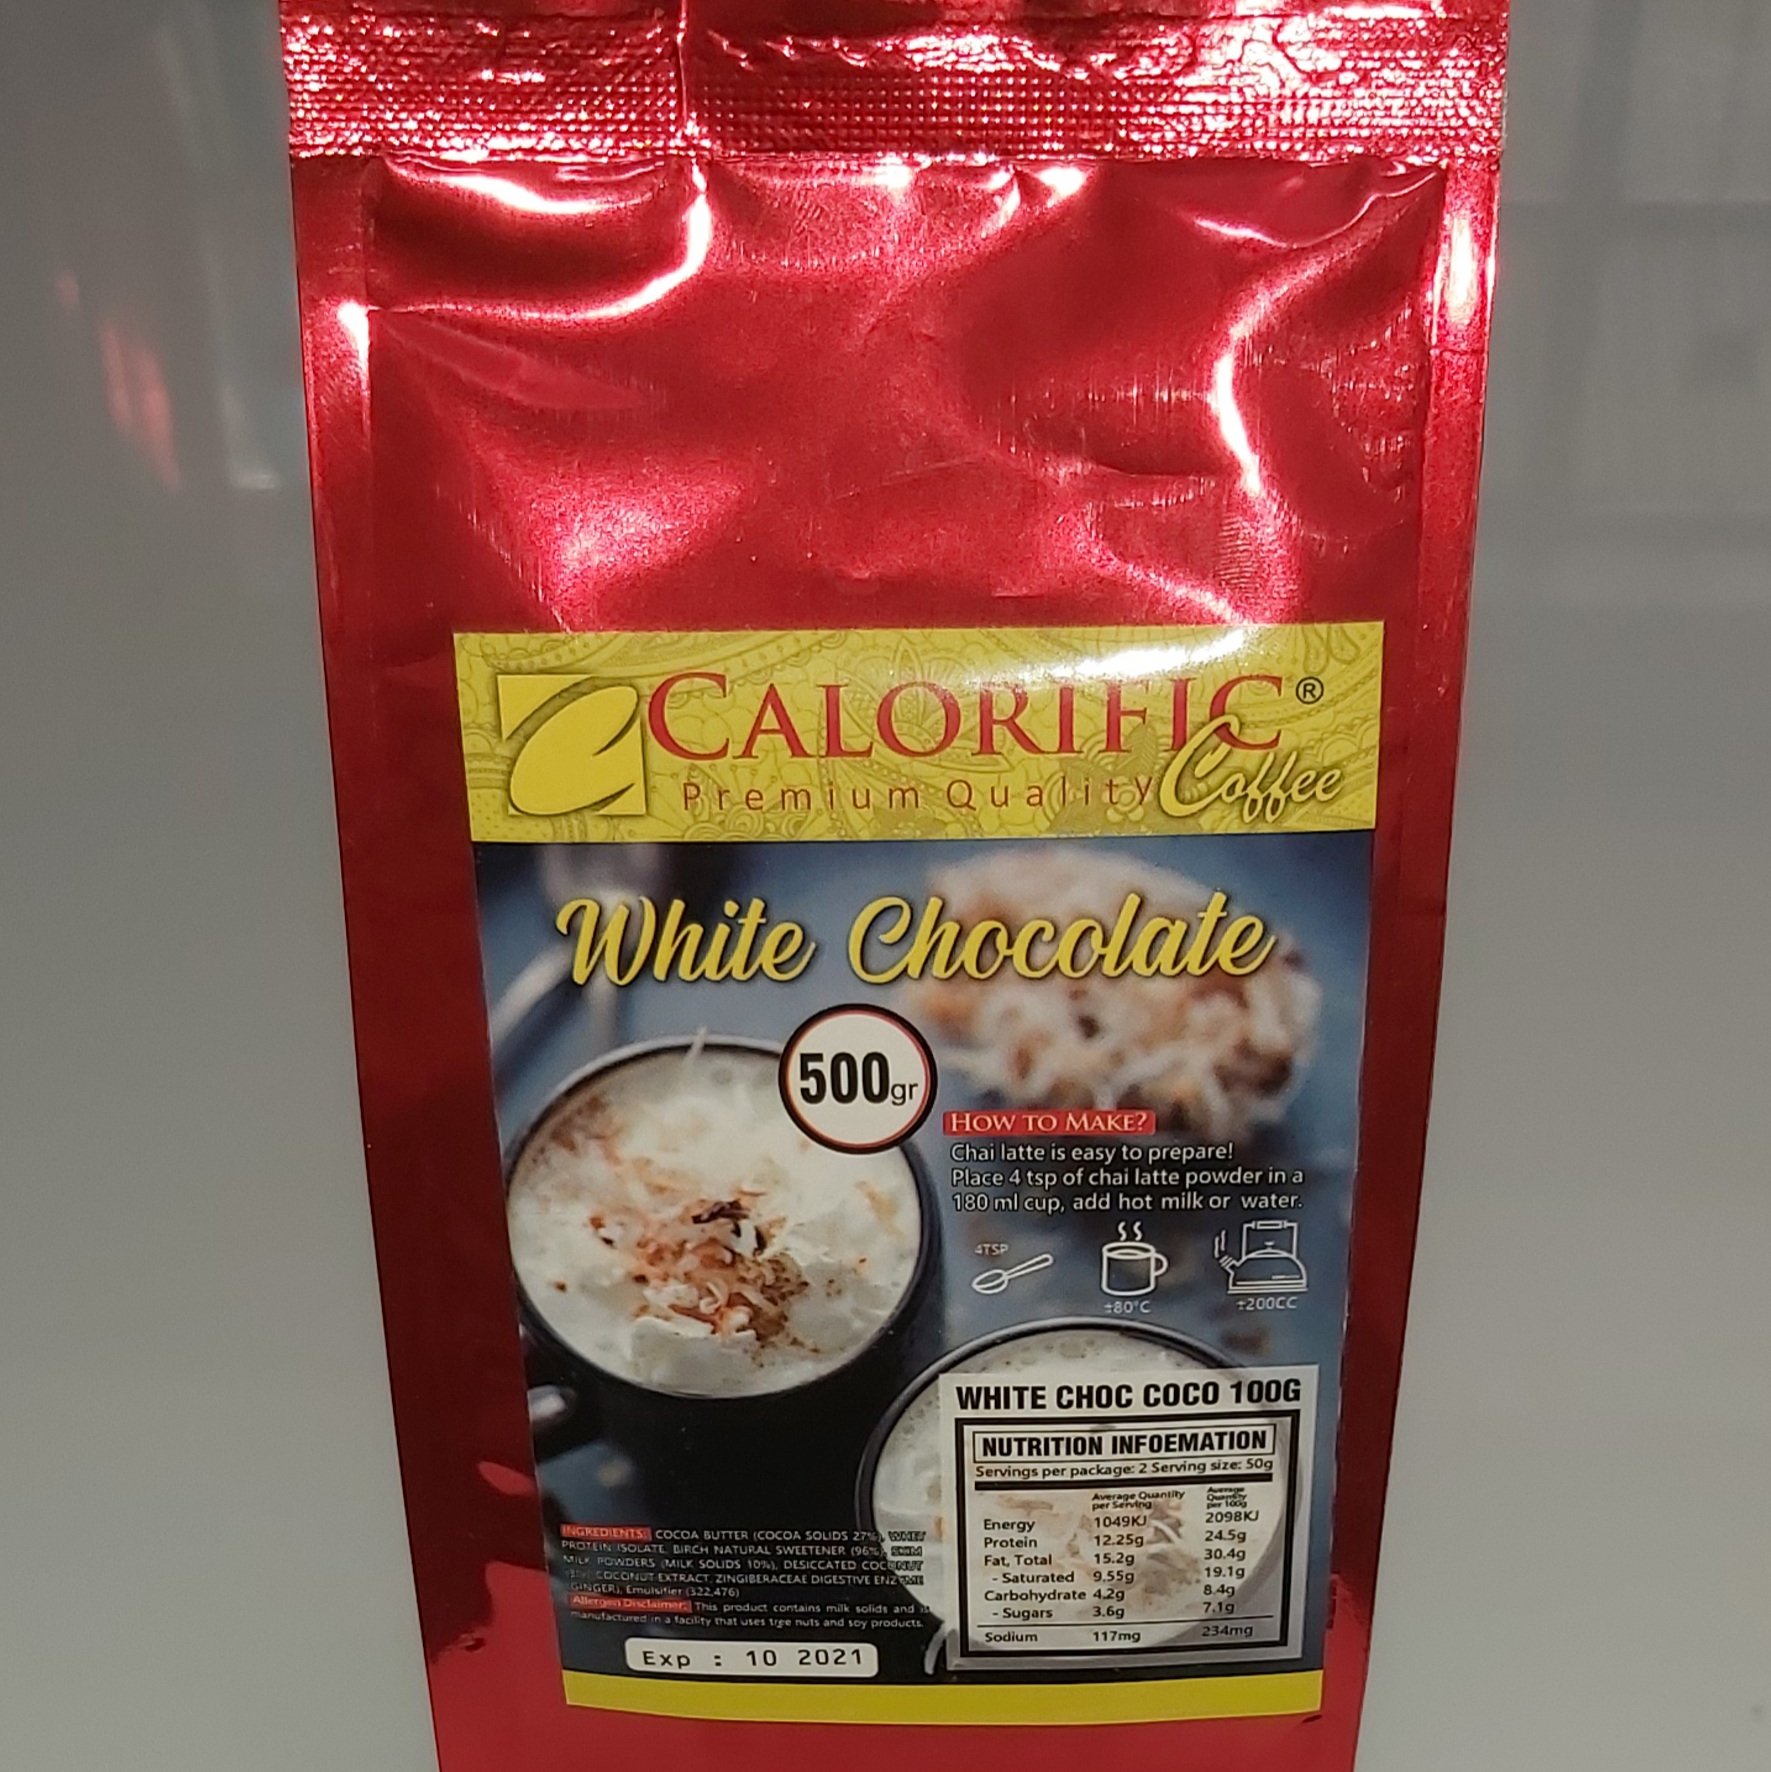 CALORIFIC®
Premium Quality Coffee
White Chocolate
500gr
HOW TO MAKE?
Chai latte is easy to prepare!
Place 4 tsp of chai latte powder in a
180 ml cup, add hot milk or water.
4TSP
±80°C
±200CC
WHITE CHOC COCO 100G
NUTRITION INFOEMATION
Servings per package: 2 Serving size: 50g
Average Quantity per Serving Average Quantity per 100g
Energy 1049KJ 2098KJ
Protein 12.25g 24.5g
Fat, Total 15.2g 30.4g
- Saturated 9.55g 19.1g
Carbohydrate 4.2g 8.4g
- Sugars 3.6g 7.1g
Sodium 117mg 234mg
INGREDIENTS: COCOA BUTTER (COCOA SOLIDS 27%), WHEY
PROTEIN ISOLATE, BIRCH NATURAL SWEETENER (96%), SKIM
MILK POWDERS (MILK SOLIDS 10%), DESICCATED COCONUT
COCONUT EXTRACT, ZINGIBERACEAE DIGESTIVE ENZYME
(GINGER), Emulsifier (322,476)
Allergen Disclaimer: This product contains milk solids and is
manufactured in a facility that uses tree nuts and soy products.
Exp : 10 2021